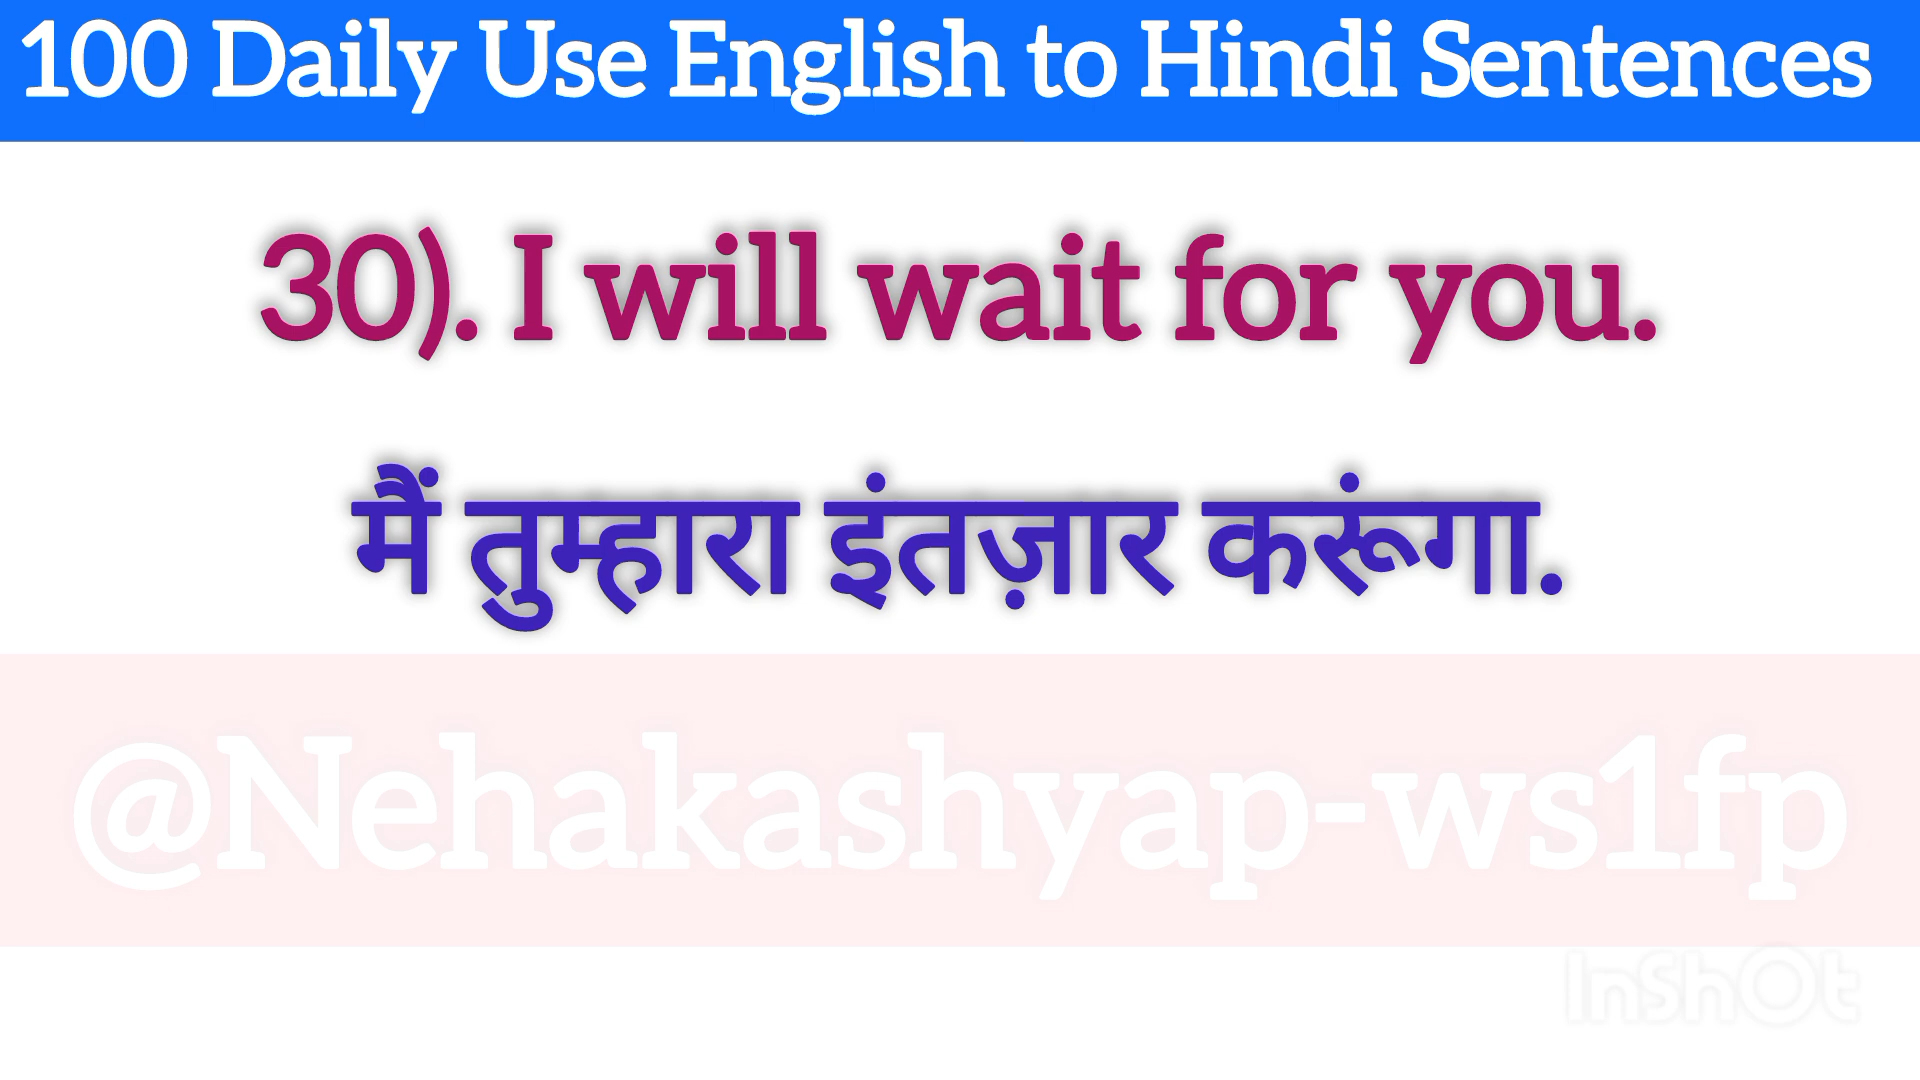 100 Daily Use English to Hindi Sentences
30). I will wait for you.
मैं तुम्हारा इंतज़ार करूंगा.
@Nehakashyap-ws1fp
InShOt